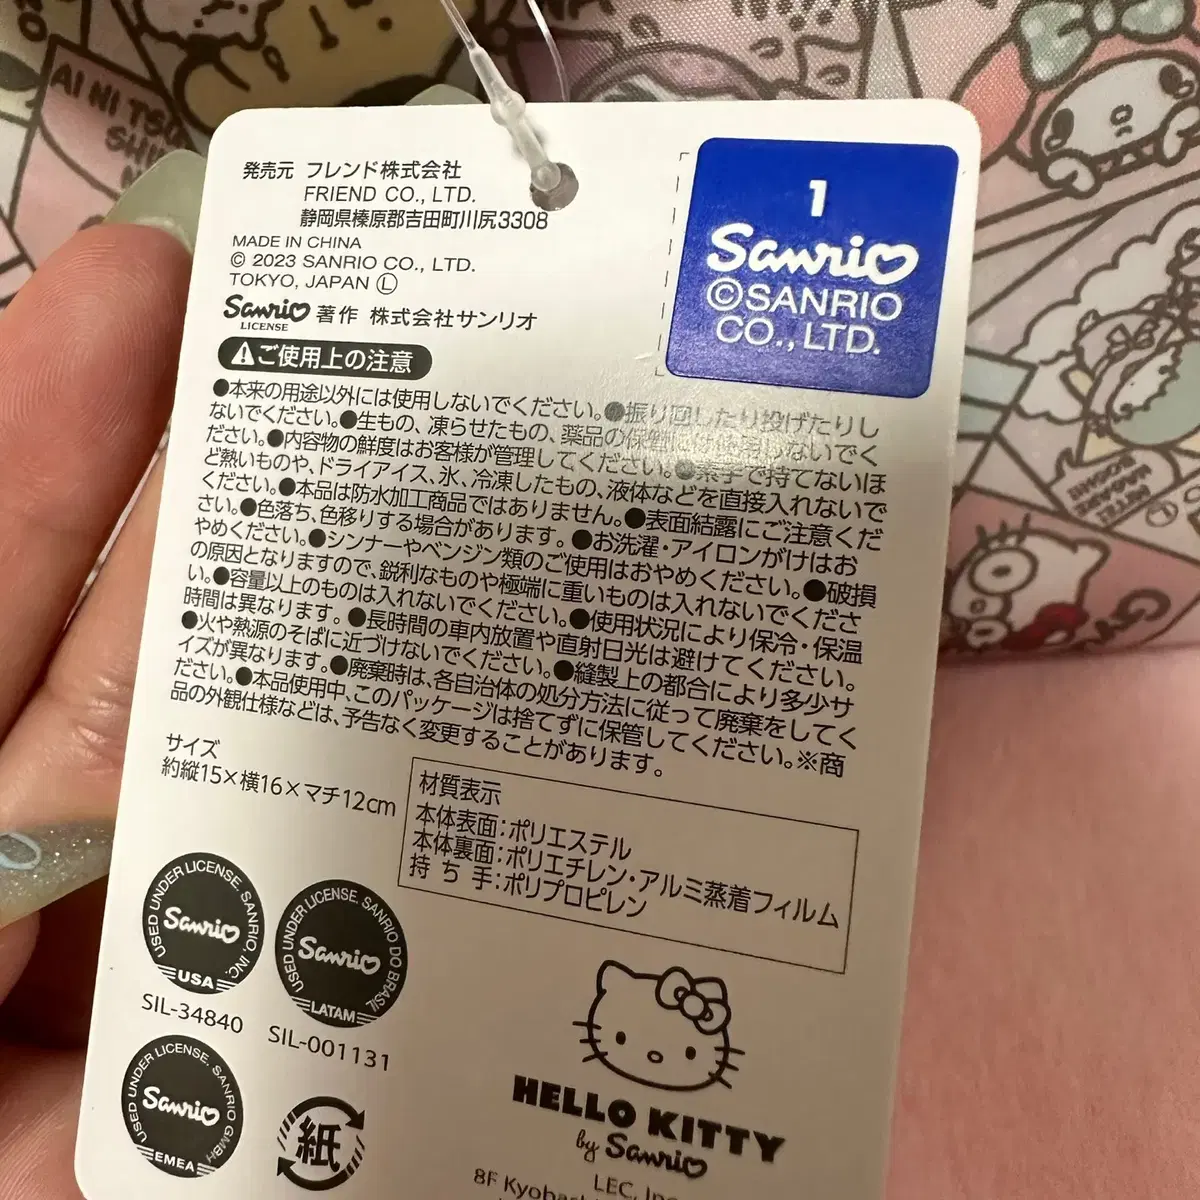 発売元 フレンド株式会社
FRIEND CO., LTD.
静岡県榛原郡吉田町川尻3308
MADE IN CHINA
© 2023 SANRIO CO., LTD.
TOKYO, JAPAN Ⓛ
Sanrio
LICENSE
著作 株式会社サンリオ
1
Sanrio
©SANRIO
CO., LTD.
⚠ご使用上の注意
●本来の用途以外には使用しないでください。●振り回したり投げたりし
ないでください。●生もの、凍らせたもの、薬品の保管には使用しないでく
ださい。●内容物の鮮度はお客様が管理してください。●素手で持てないほ
ど熱いものや、ドライアイス、氷、冷凍したもの、液体などを直接入れないで
ください。●本品は防水加工商品ではありません。●表面結露にご注意くだ
さい。●色落ち、色移りする場合があります。●お洗濯・アイロンがけはお
やめください。●シンナーやベンジン類のご使用はおやめください。●破損
の原因となりますので、鋭利なものや極端に重いものは入れないでくださ
い。●容量以上のものは入れないでください。●使用状況により保冷・保温
時間は異なります。●長時間の車内放置や直射日光は避けてください。
●火や熱源のそばに近づけないでください。●縫製上の都合により多少サ
イズが異なります。●廃棄時は、各自治体の処分方法に従って廃棄をしてく
ださい。●本品使用中、このパッケージは捨てずに保管してください。※商
品の外観仕様などは、予告なく変更することがあります。
サイズ
約縦15×横16×マチ12cm
材質表示
本体表面:ポリエステル
本体裏面:ポリエチレン・アルミ蒸着フィルム
持ち手:ポリプロピレン
USED UNDER LICENSE. SANRIO, INC.
Sanrio
USA
SIL-34840
USED UNDER LICENSE. SANRIO DO BRASIL
Sanrio
LATAM
SIL-001131
USED UNDER LICENSE. SANRIO GMBH
Sanrio
EMEA
紙
HELLO KITTY
by Sanrio
LEC, Inc.
8F
AI NI